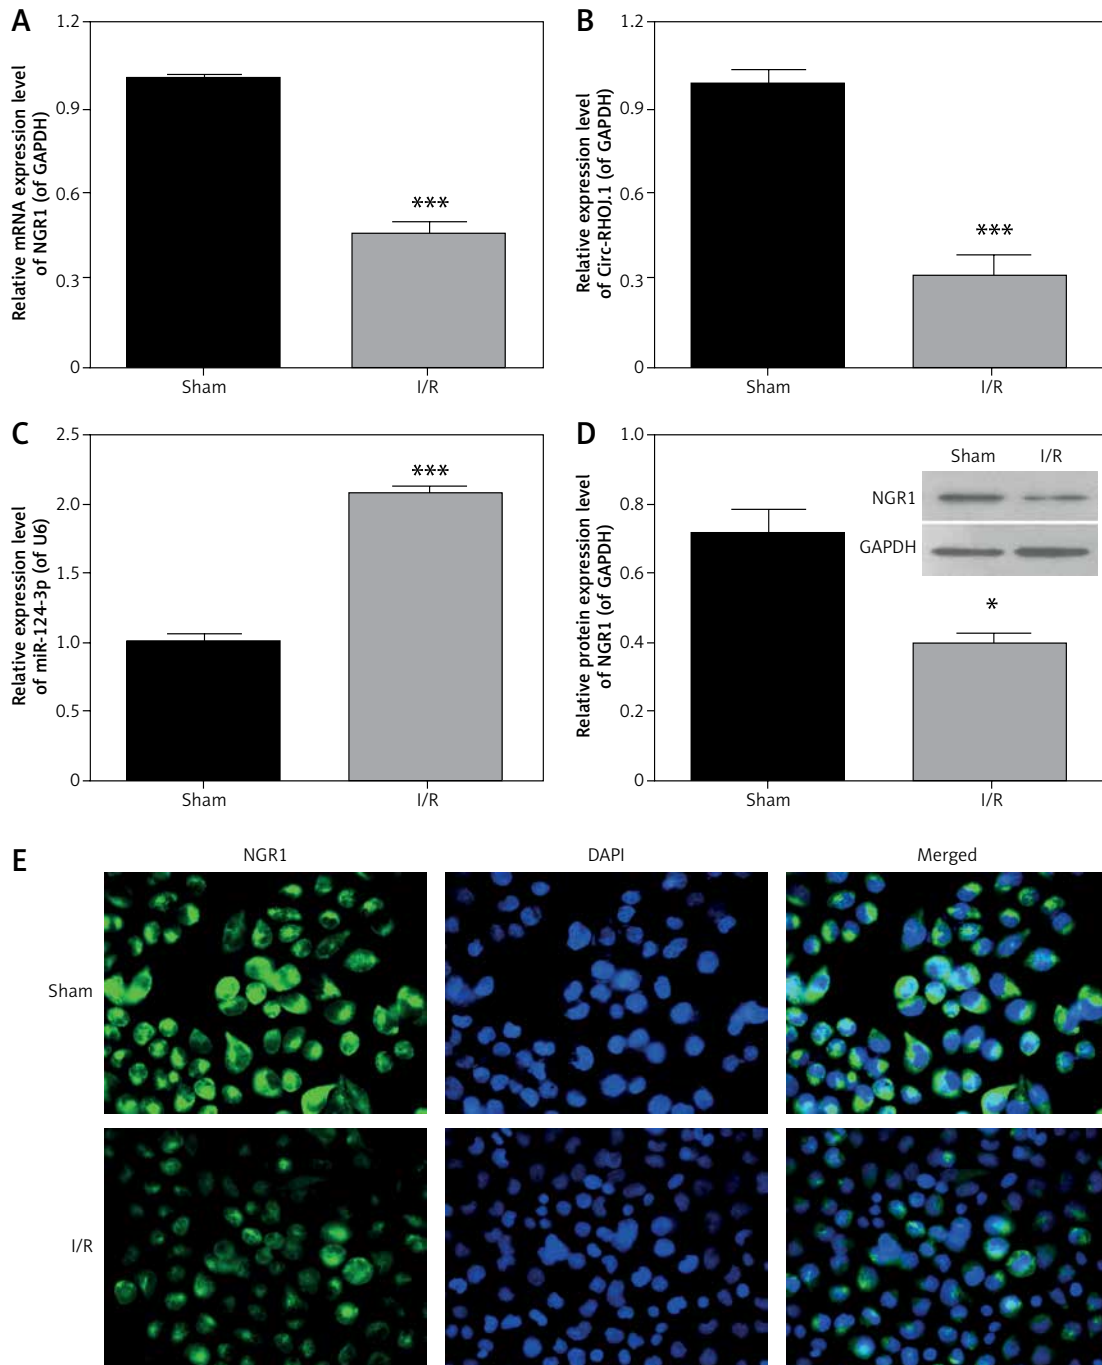 A
Relative mRNA expression level
of NGR1 (of GAPDH)
1.2
0.9
0.6
0.3
0
***
Sham
I/R
B
Relative expression level
of Circ-RHOJ.1 (of GAPDH)
1.2
0.9
0.6
0.3
0
***
Sham
I/R
C
Relative expression level
of miR-124-3p (of U6)
2.5
2.0
1.5
1.0
0.5
0
***
Sham
I/R
D
Relative protein expression level
of NGR1 (of GAPDH)
1.0
0.8
0.6
0.4
0.2
0
Sham I/R
NGR1
GAPDH
*
Sham
I/R
E
NGR1
DAPI
Merged
Sham
I/R